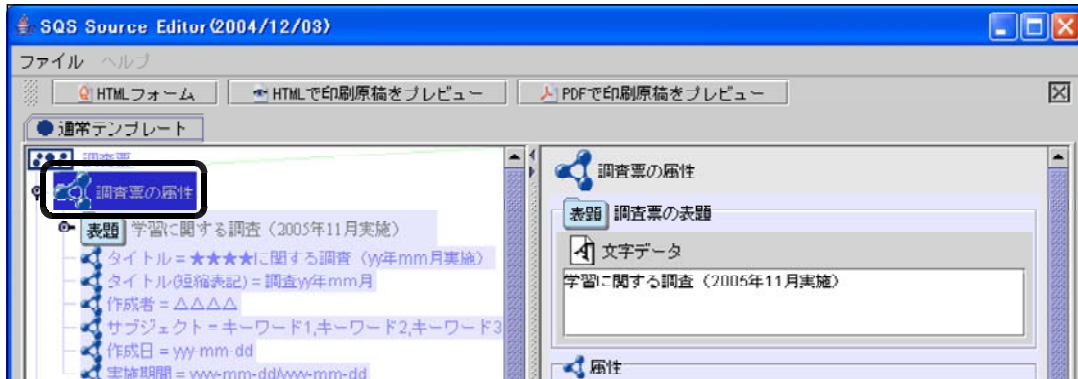 SQS Source Editor(2004/12/03)
ファイル ヘルプ
HTMLフォーム HTMLで印刷原稿をプレビュー PDFで印刷原稿をプレビュー
通常テンプレート
調査票
調査票の属性
表題 学習に関する調査（2005年11月実施）
タイトル=★★★★に関する調査（yy年mm月実施）
タイトル(短縮表記)=調査yy年mm月
作成者=△△△△
サブジェクト=キーワード1,キーワード2,キーワード3
作成日=yyy-mm-dd
実施期間=yyyy-mm-dd/yyyy-mm-dd
調査票の属性
表題 調査票の表題
文字データ
学習に関する調査（2005年11月実施）
属性